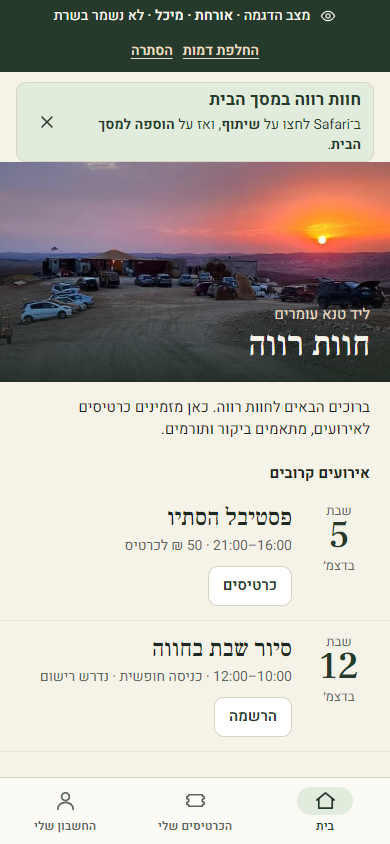 מצב הדגמה · אורחת · מיכל · לא נשמר בשרת
החלפת דמות הסתרה
חוות רווה במסך הבית
ב־Safari לחצו על שיתוף, ואז על הוספה למסך
הבית.
ליד טנא עומרים
חוות רווה
ברוכים הבאים לחוות רווה. כאן מזמינים כרטיסים
לאירועים, מתאמים ביקור ותורמים.
אירועים קרובים
שבת
5
בדצמ׳
פסטיבל הסתיו
16:00–21:00 · 50 ₪ לכרטיס
כרטיסים
שבת
12
בדצמ׳
סיור שבת בחווה
10:00–12:00 · כניסה חופשית · נדרש רישום
הרשמה
בית
הכרטיסים שלי
החשבון שלי